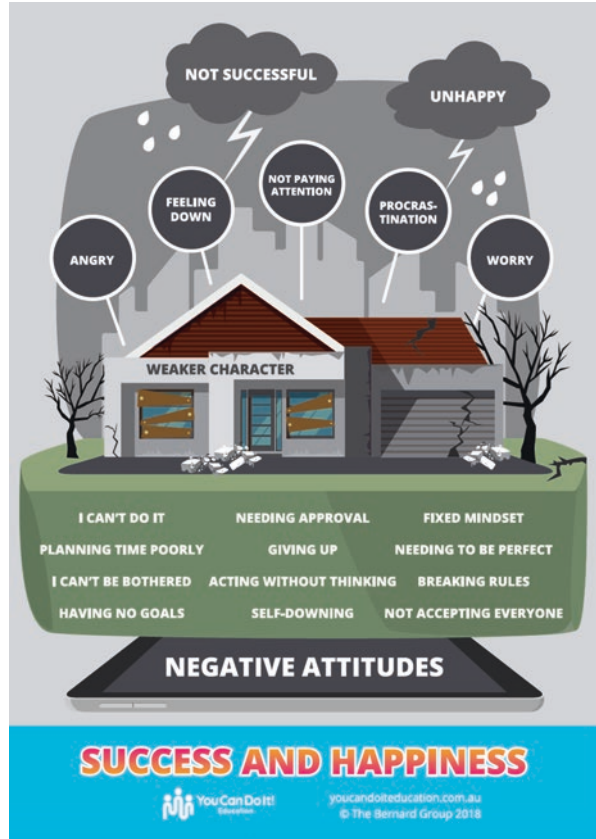 NOT SUCCESSFUL
UNHAPPY
NOT PAYING
ATTENTION
FEELING
DOWN
PROCRAS-
TINATION
ANGRY
WORRY
WEAKER CHARACTER
I CAN'T DO IT
NEEDING APPROVAL
FIXED MINDSET
PLANNING TIME POORLY
GIVING UP
NEEDING TO BE PERFECT
I CAN'T BE BOTHERED
ACTING WITHOUT THINKING
BREAKING RULES
HAVING NO GOALS
SELF-DOWNING
NOT ACCEPTING EVERYONE
NEGATIVE ATTITUDES
SUCCESS AND HAPPINESS
You Can Do It!
Education
youcandoiteducation.com.au
© The Bernard Group 2018